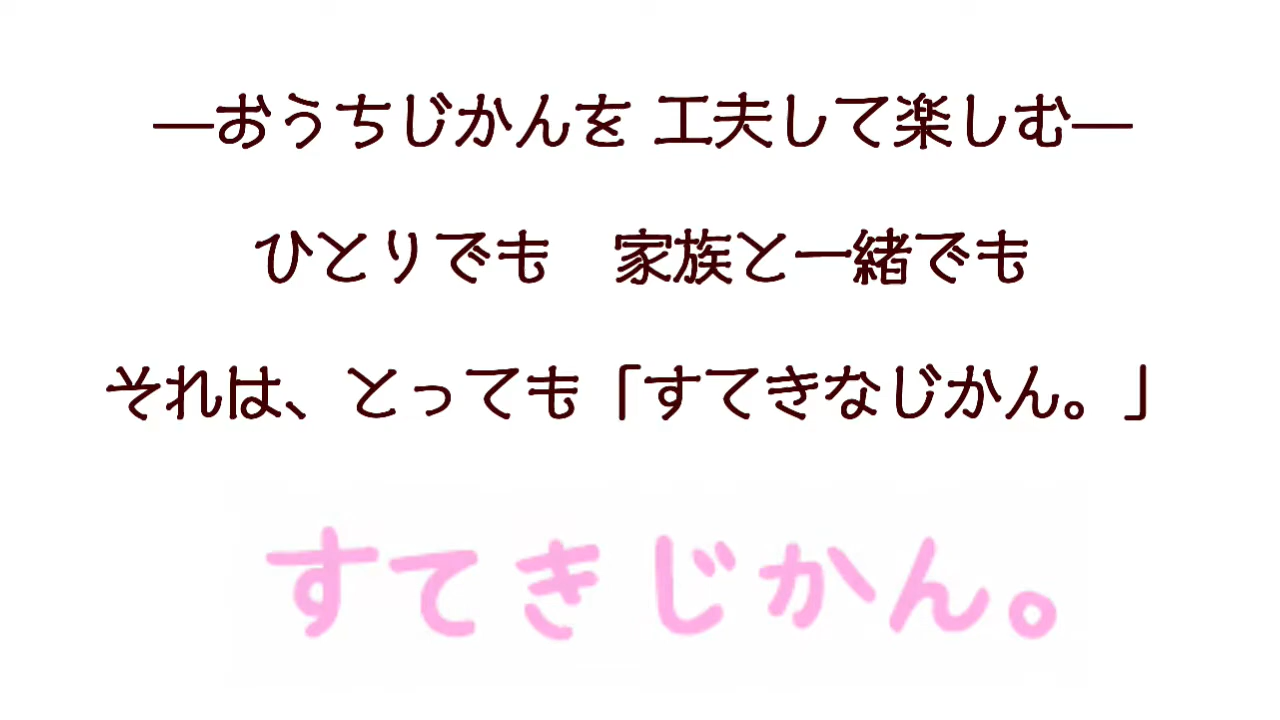 ―おうちじかんを 工夫して楽しむ―
ひとりでも　家族と一緒でも
それは、とっても「すてきなじかん。」
すてきじかん。